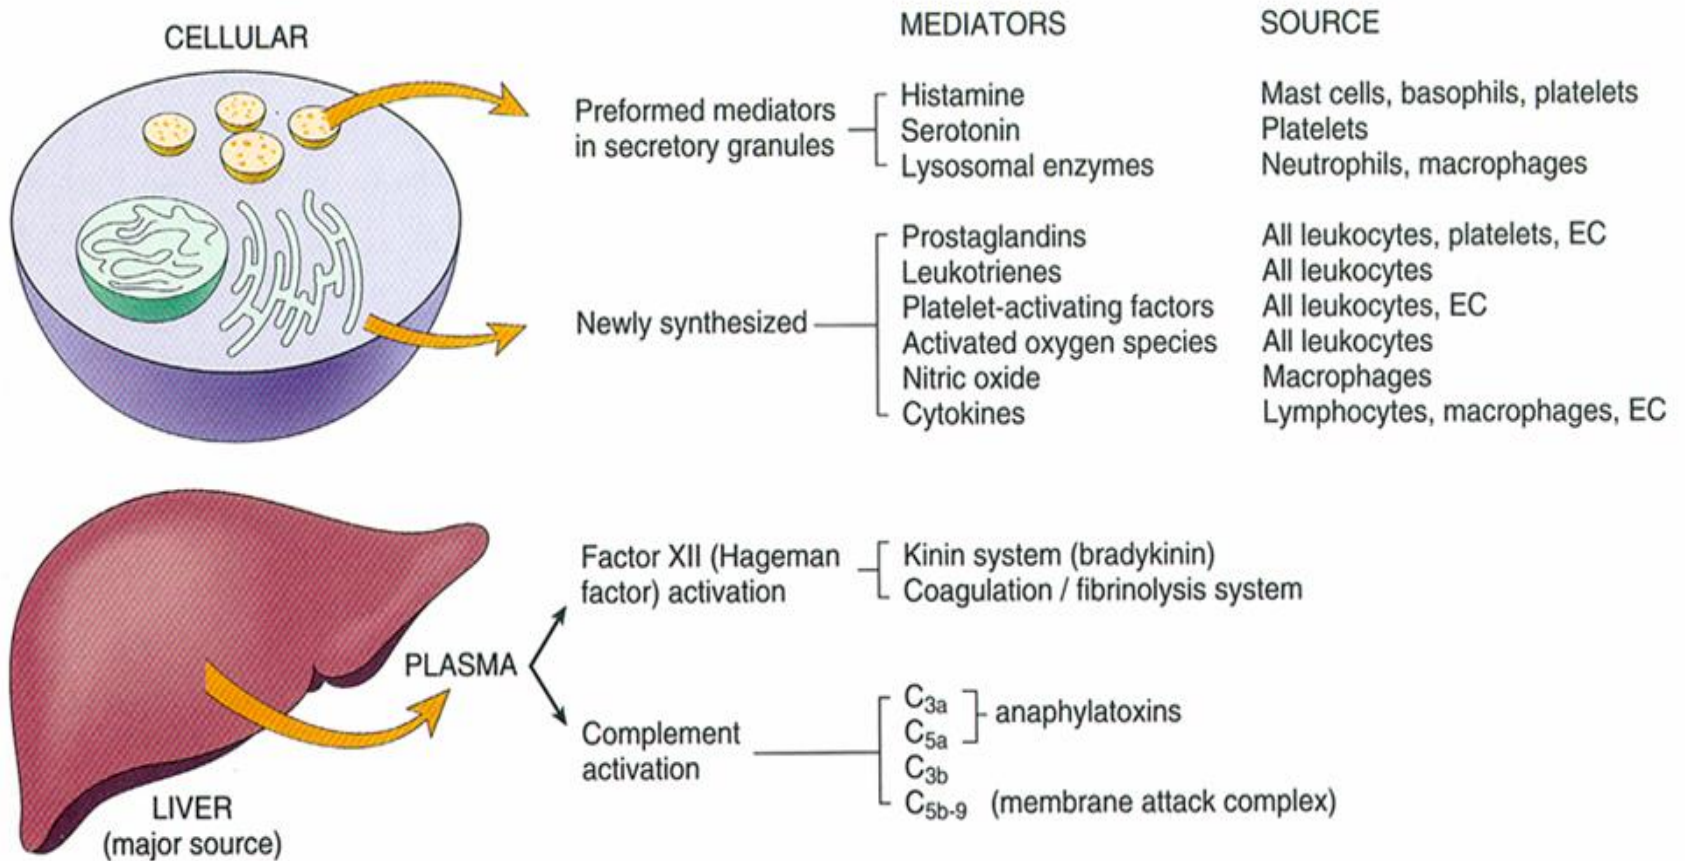 CELLULAR
MEDIATORS
SOURCE
Preformed mediators
in secretory granules
Histamine
Mast cells, basophils, platelets
Serotonin
Platelets
Lysosomal enzymes
Neutrophils, macrophages
Newly synthesized
Prostaglandins
All leukocytes, platelets, EC
Leukotrienes
All leukocytes
Platelet-activating factors
All leukocytes, EC
Activated oxygen species
All leukocytes
Nitric oxide
Macrophages
Cytokines
Lymphocytes, macrophages, EC
LIVER
(major source)
PLASMA
Factor XII (Hageman
factor) activation
Kinin system (bradykinin)
Coagulation / fibrinolysis system
Complement
activation
C3a
C5a
anaphylatoxins
C3b
C5b-9 (membrane attack complex)